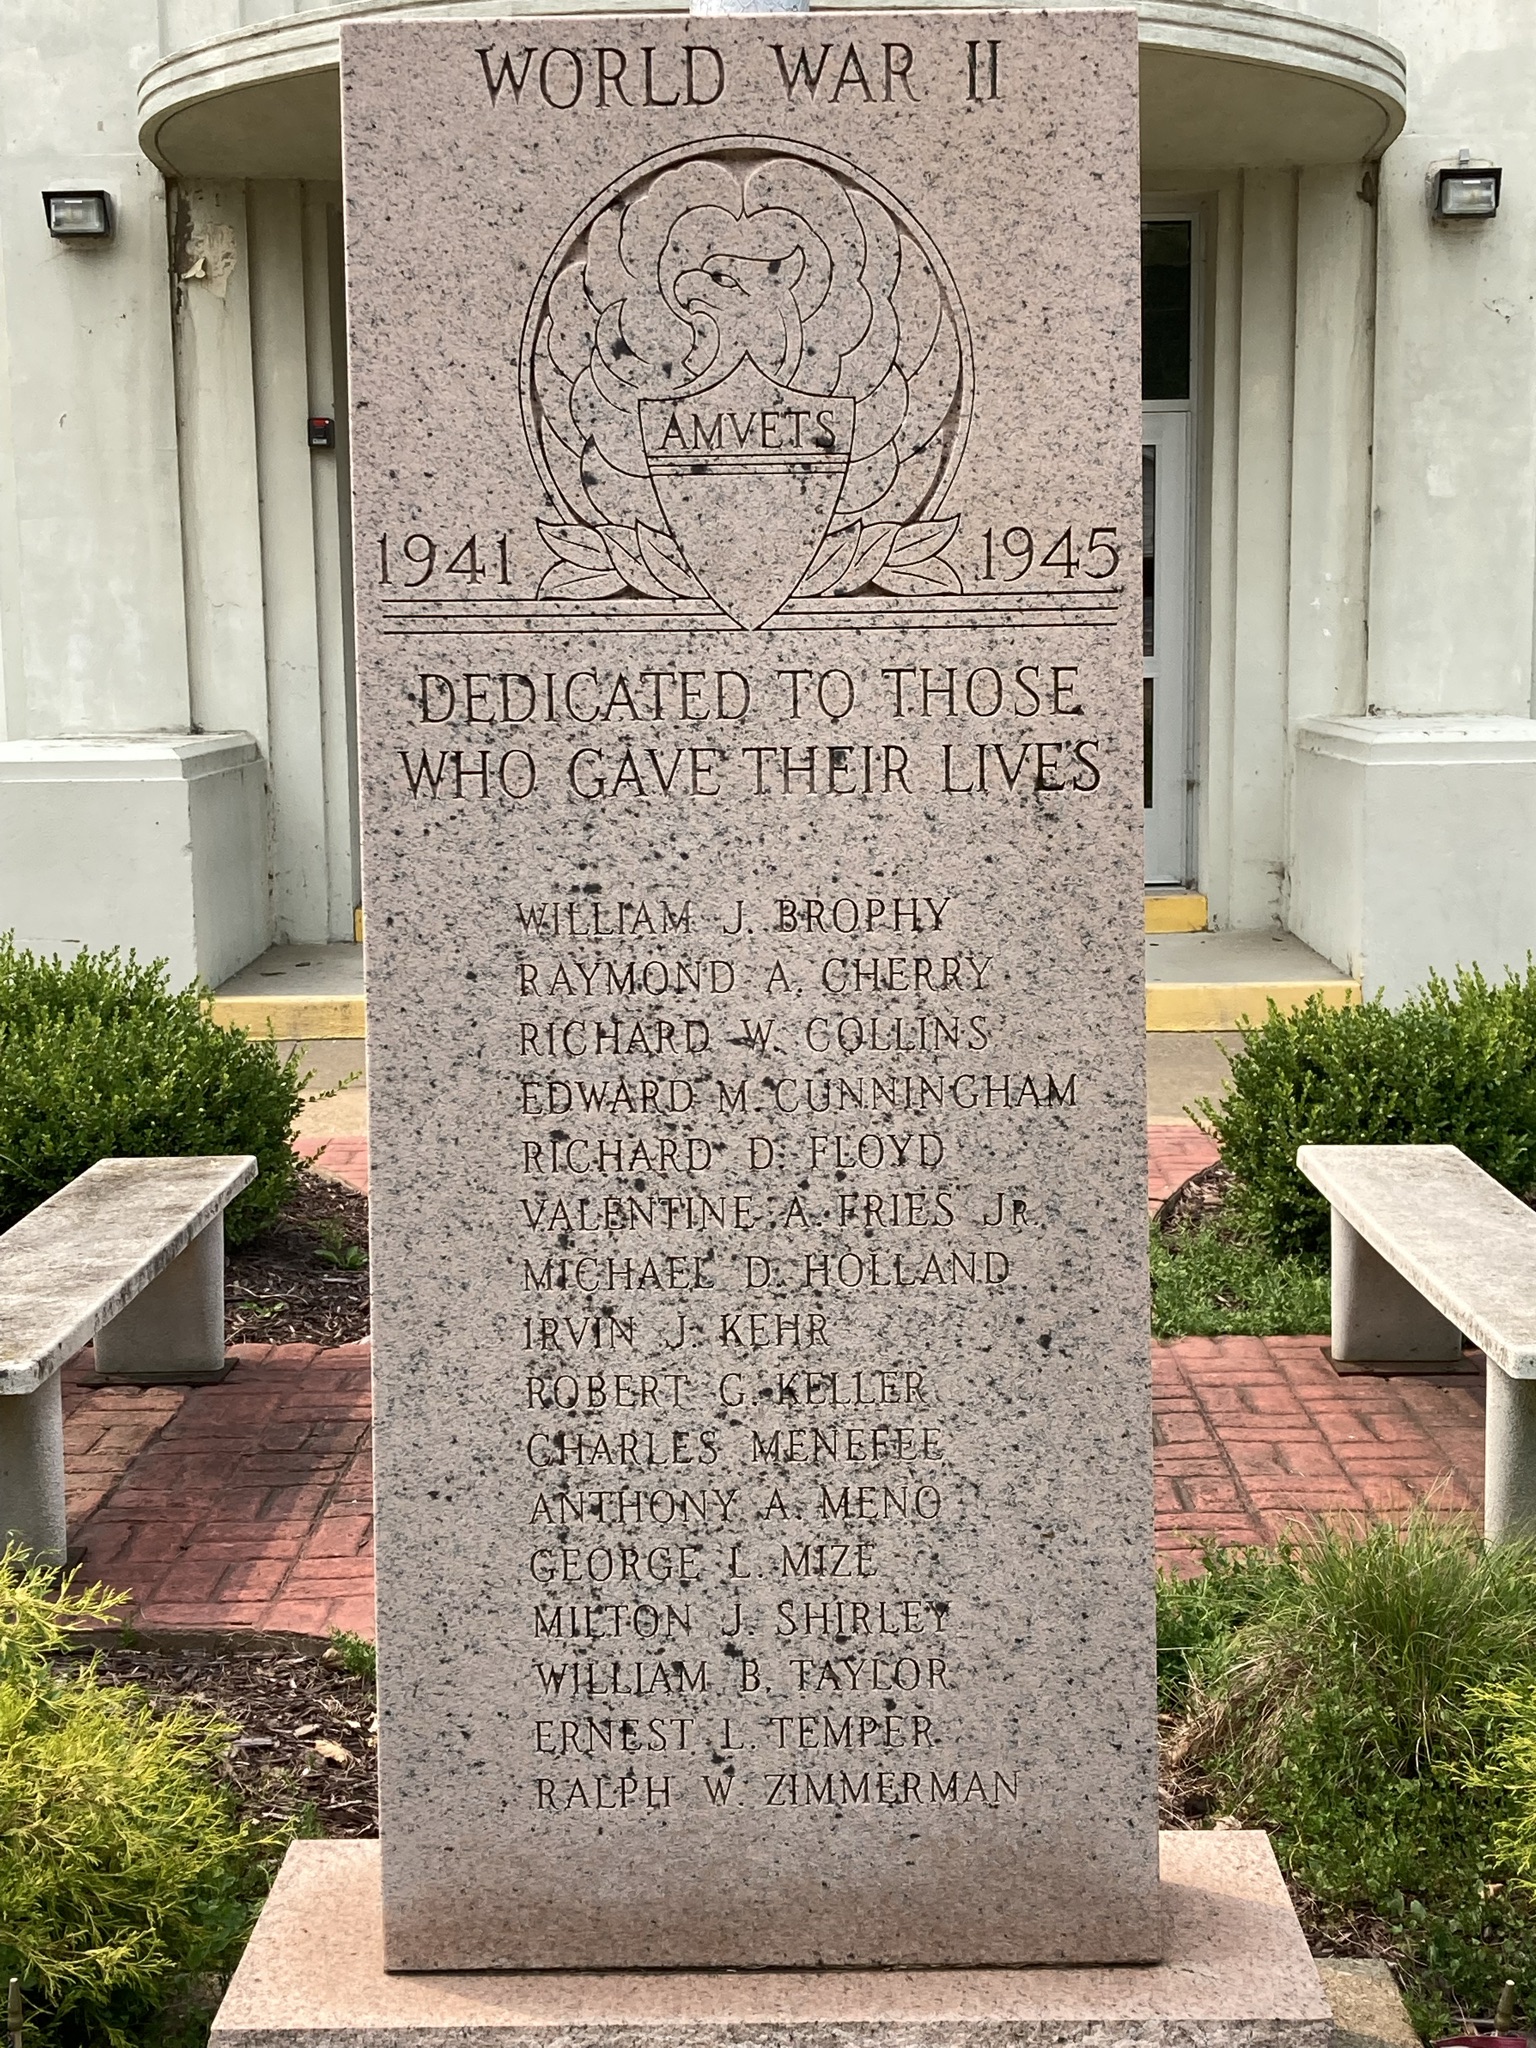 WORLD WAR II
AMVETS
1941 1945
DEDICATED TO THOSE
WHO GAVE THEIR LIVES
WILLIAM J. BROPHY
RAYMOND A. CHERRY
RICHARD W. COLLINS
EDWARD M. CUNNINGHAM
RICHARD D. FLOYD
VALENTINE A. FRIES JR.
MICHAEL D. HOLLAND
IRVIN J. KEHR
ROBERT G. KELLER
CHARLES MENEFEE
ANTHONY A. MENO
GEORGE L. MIZE
MILTON J. SHIRLEY
WILLIAM B. TAYLOR
ERNEST L. TEMPER
RALPH W. ZIMMERMAN